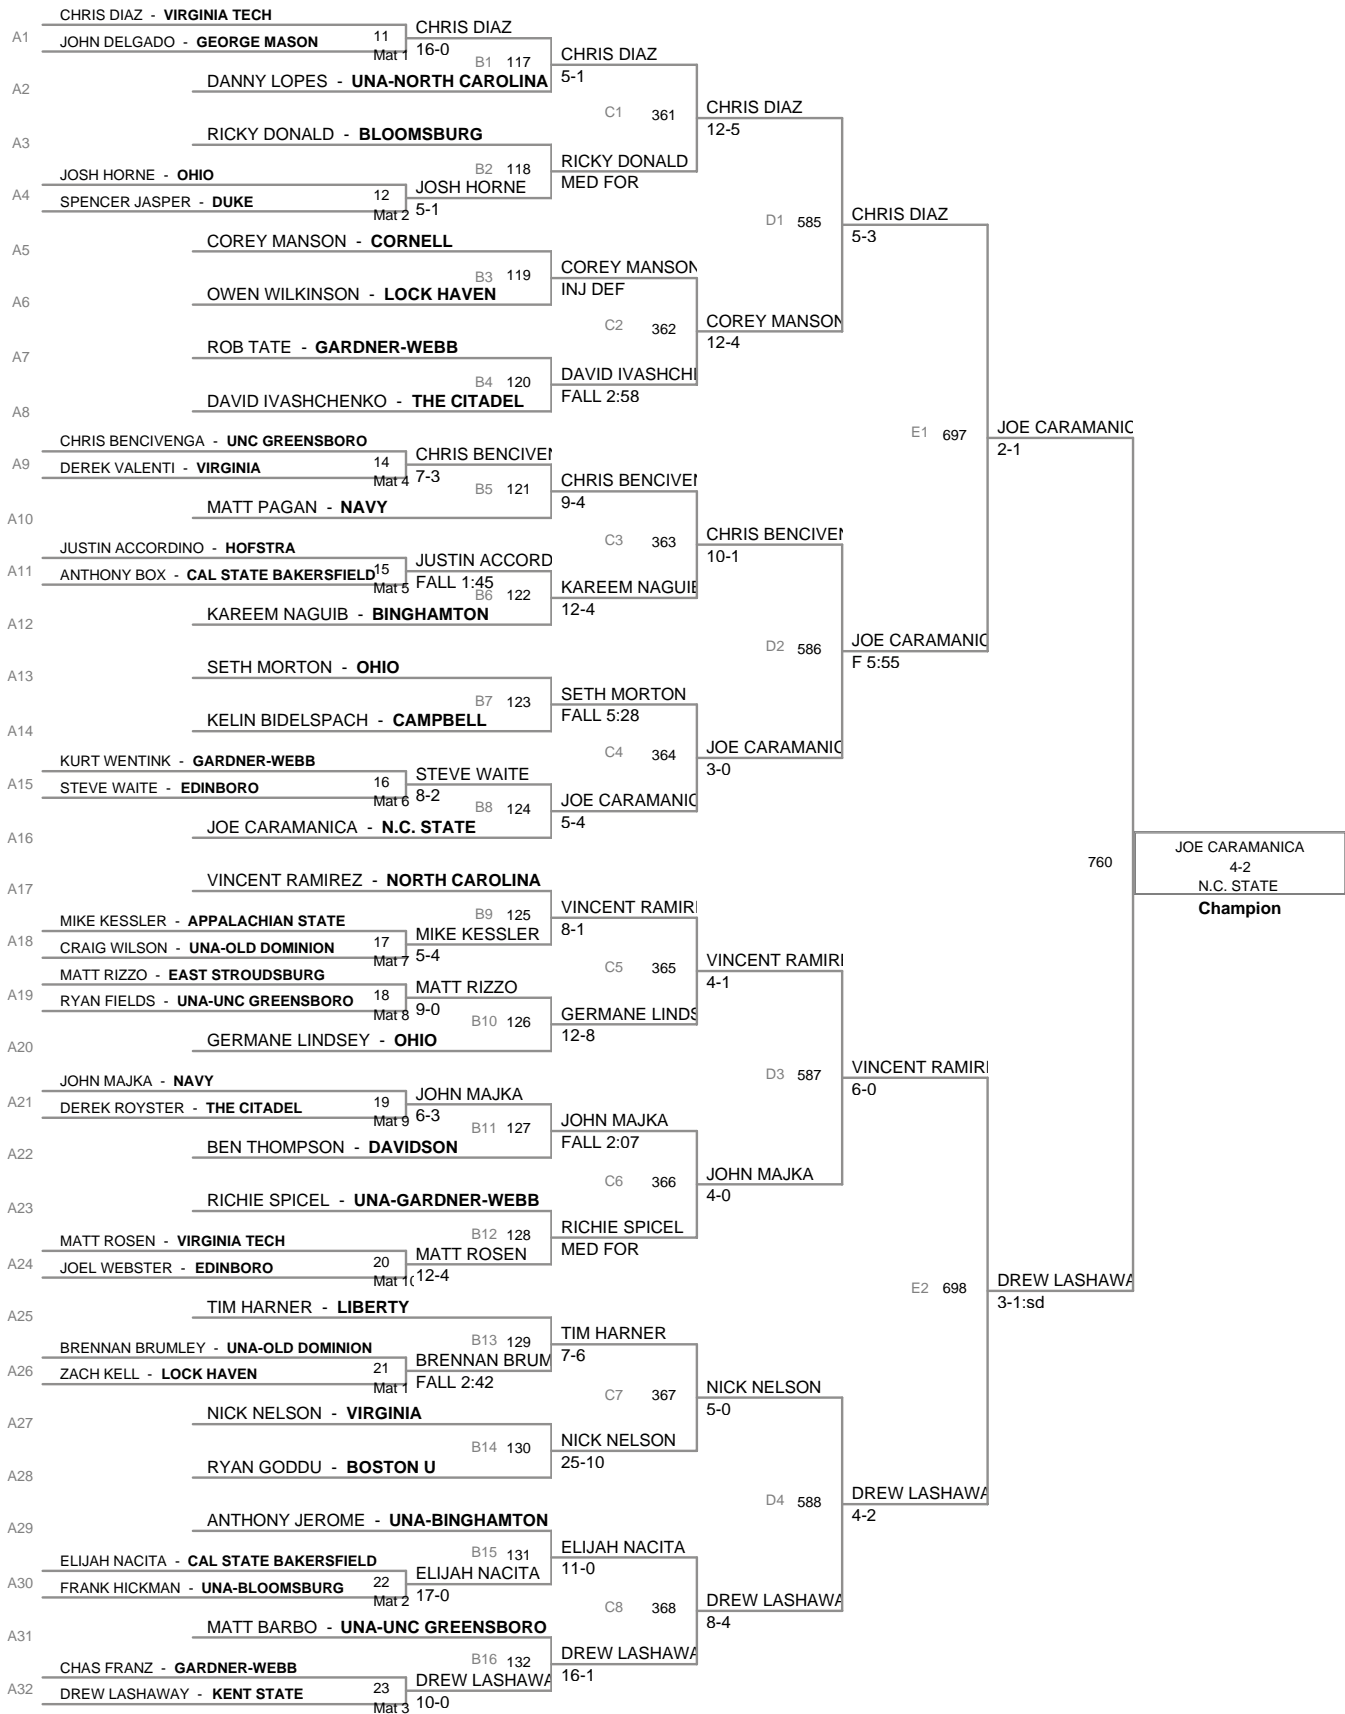 CHRIS DIAZ - VIRGINIA TECH
A1
JOHN DELGADO - GEORGE MASON
11
Mat 1
CHRIS DIAZ
16-0
A2
DANNY LOPES - UNA-NORTH CAROLINA
B1 117
CHRIS DIAZ
5-1
C1 361
CHRIS DIAZ
12-5
A3
RICKY DONALD - BLOOMSBURG
B2 118
RICKY DONALD
MED FOR
JOSH HORNE - OHIO
A4
SPENCER JASPER - DUKE
12
Mat 2
JOSH HORNE
5-1
D1 585
CHRIS DIAZ
5-3
A5
COREY MANSON - CORNELL
B3 119
COREY MANSON
INJ DEF
A6
OWEN WILKINSON - LOCK HAVEN
C2 362
COREY MANSON
12-4
A7
ROB TATE - GARDNER-WEBB
B4 120
DAVID IVASHCH
FALL 2:58
A8
DAVID IVASHCHENKO - THE CITADEL
E1 697
JOE CARAMANIC
2-1
CHRIS BENCIVENGA - UNC GREENSBORO
A9
DEREK VALENTI - VIRGINIA
14
Mat 4
CHRIS BENCIVEN
7-3
B5 121
CHRIS BENCIVEN
9-4
A10
MATT PAGAN - NAVY
C3 363
CHRIS BENCIVEN
10-1
JUSTIN ACCORDINO - HOFSTRA
A11
ANTHONY BOX - CAL STATE BAKERSFIELD
15
Mat 5
JUSTIN ACCORD
FALL 1:45
B6 122
KAREEM NAGUIB
12-4
A12
KAREEM NAGUIB - BINGHAMTON
D2 586
JOE CARAMANIC
F 5:55
A13
SETH MORTON - OHIO
B7 123
SETH MORTON
FALL 5:28
A14
KELIN BIDELSPACH - CAMPBELL
C4 364
JOE CARAMANIC
3-0
KURT WENTINK - GARDNER-WEBB
A15
STEVE WAITE - EDINBORO
16
Mat 6
STEVE WAITE
8-2
B8 124
JOE CARAMANIC
5-4
A16
JOE CARAMANICA - N.C. STATE
760
JOE CARAMANICA
4-2
N.C. STATE
Champion
A17
VINCENT RAMIREZ - NORTH CAROLINA
B9 125
VINCENT RAMIR
8-1
MIKE KESSLER - APPALACHIAN STATE
A18
CRAIG WILSON - UNA-OLD DOMINION
17
Mat 7
MIKE KESSLER
5-4
C5 365
VINCENT RAMIR
4-1
MATT RIZZO - EAST STROUDSBURG
A19
RYAN FIELDS - UNA-UNC GREENSBORO
18
Mat 8
MATT RIZZO
9-0
B10 126
GERMANE LINDS
12-8
A20
GERMANE LINDSEY - OHIO
D3 587
VINCENT RAMIR
6-0
JOHN MAJKA - NAVY
A21
DEREK ROYSTER - THE CITADEL
19
Mat 9
JOHN MAJKA
6-3
B11 127
JOHN MAJKA
FALL 2:07
A22
BEN THOMPSON - DAVIDSON
C6 366
JOHN MAJKA
4-0
A23
RICHIE SPICEL - UNA-GARDNER-WEBB
B12 128
RICHIE SPICEL
MED FOR
MATT ROSEN - VIRGINIA TECH
A24
JOEL WEBSTER - EDINBORO
20
Mat 10
MATT ROSEN
12-4
E2 698
DREW LASHAWA
3-1:sd
A25
TIM HARNER - LIBERTY
B13 129
TIM HARNER
7-6
BRENNAN BRUMLEY - UNA-OLD DOMINION
A26
ZACH KELL - LOCK HAVEN
21
Mat 1
BRENNAN BRUM
FALL 2:42
C7 367
NICK NELSON
5-0
A27
NICK NELSON - VIRGINIA
B14 130
NICK NELSON
25-10
A28
RYAN GODDU - BOSTON U
D4 588
DREW LASHAWA
4-2
A29
ANTHONY JEROME - UNA-BINGHAMTON
B15 131
ELIJAH NACITA
11-0
ELIJAH NACITA - CAL STATE BAKERSFIELD
A30
FRANK HICKMAN - UNA-BLOOMSBURG
22
Mat 2
ELIJAH NACITA
17-0
C8 368
DREW LASHAWA
8-4
A31
MATT BARBO - UNA-UNC GREENSBORO
B16 132
DREW LASHAWA
16-1
CHAS FRANZ - GARDNER-WEBB
A32
DREW LASHAWAY - KENT STATE
23
Mat 3
DREW LASHAWA
10-0